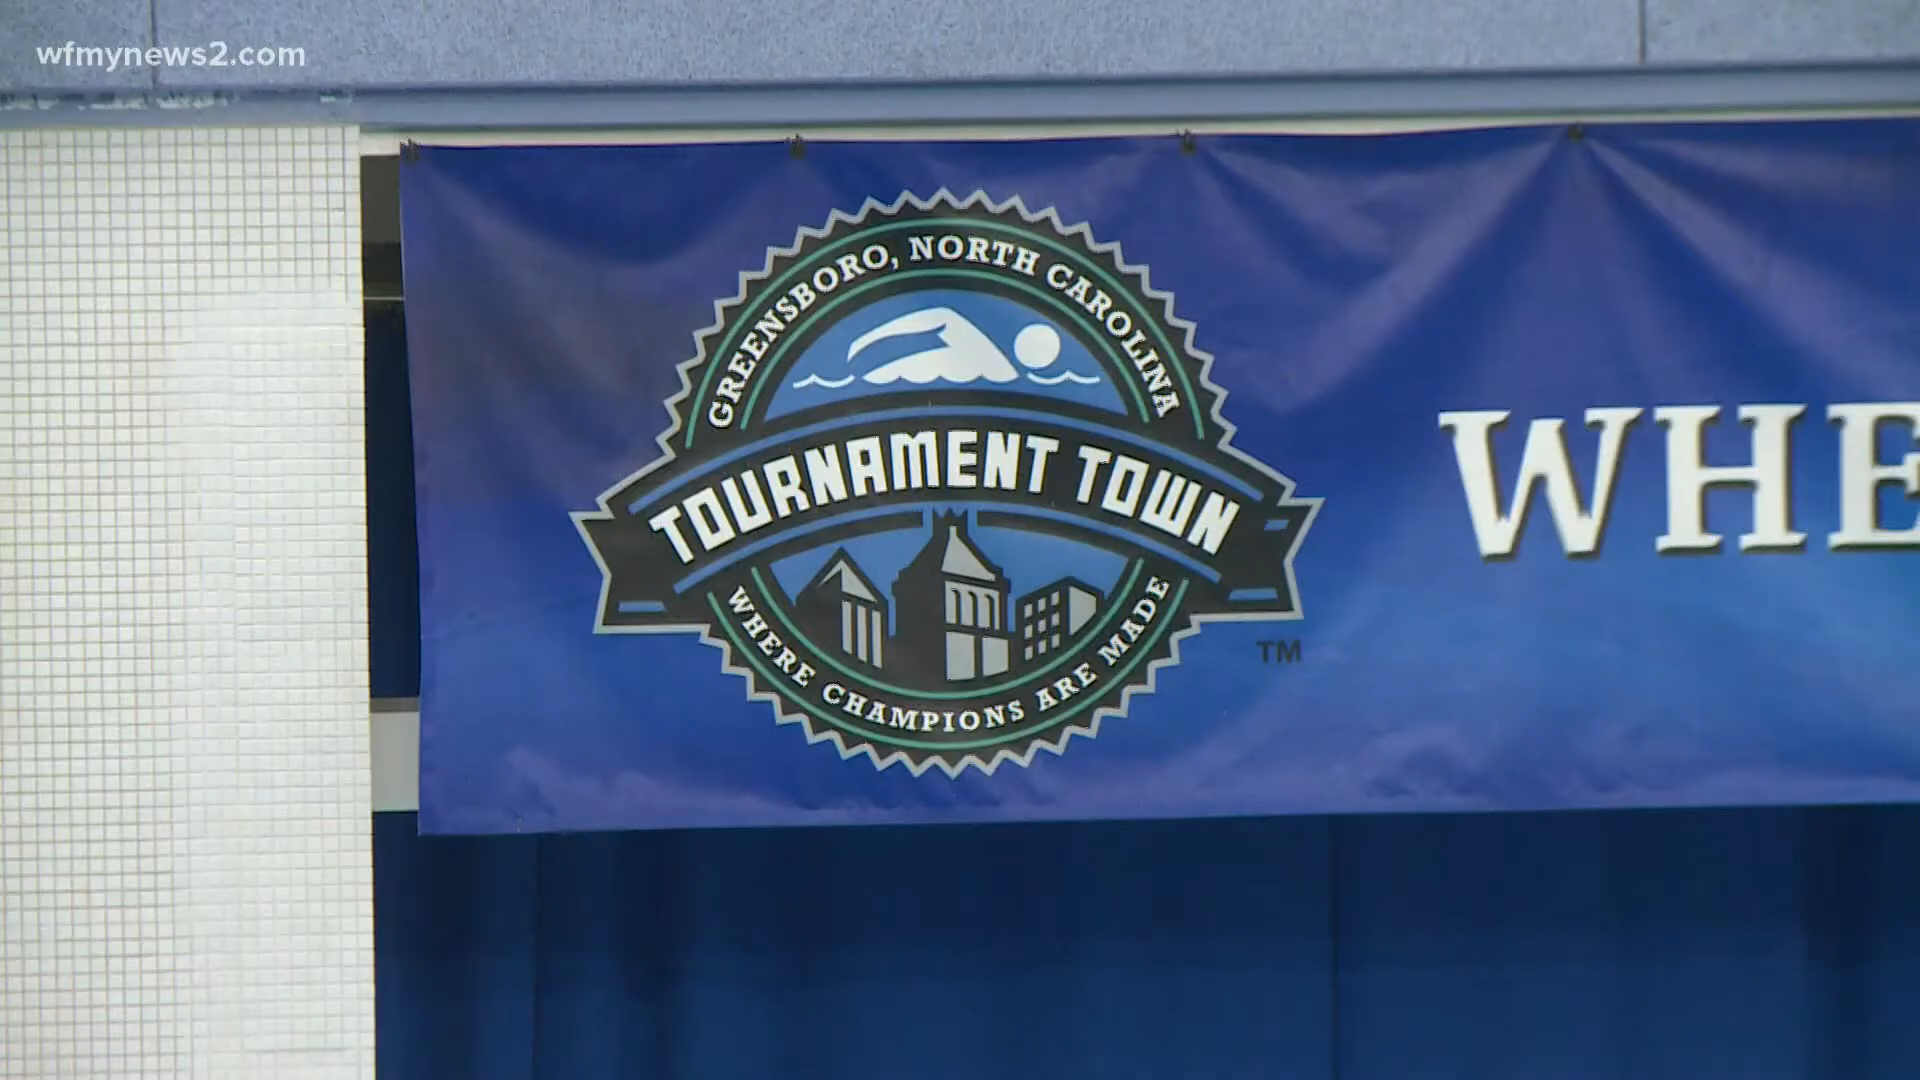 wfmynews2.com
GREENSBORO, NORTH CAROLINA
TOURNAMENT TOWN
WHERE CHAMPIONS ARE MADE
TM
WHE